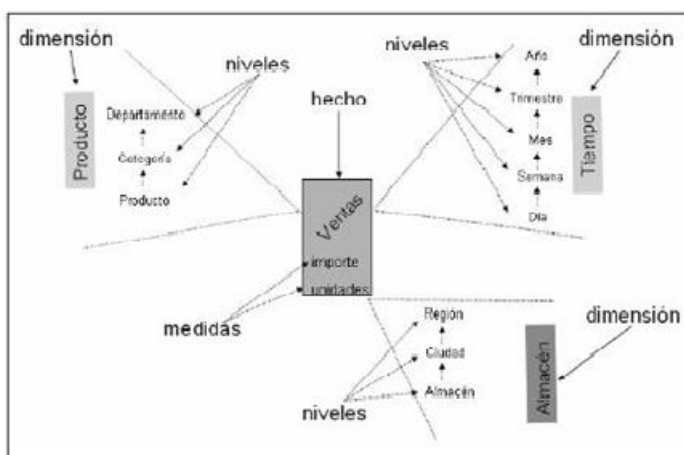 dimensión
niveles
Producto
Departamento
Categoría
Producto
hecho
Ventas
importe
unidades
medidas
niveles
Año
Trimestre
Mes
Semana
Día
dimensión
Tiempo
Región
Ciudad
Almacén
niveles
dimensión
Almacén